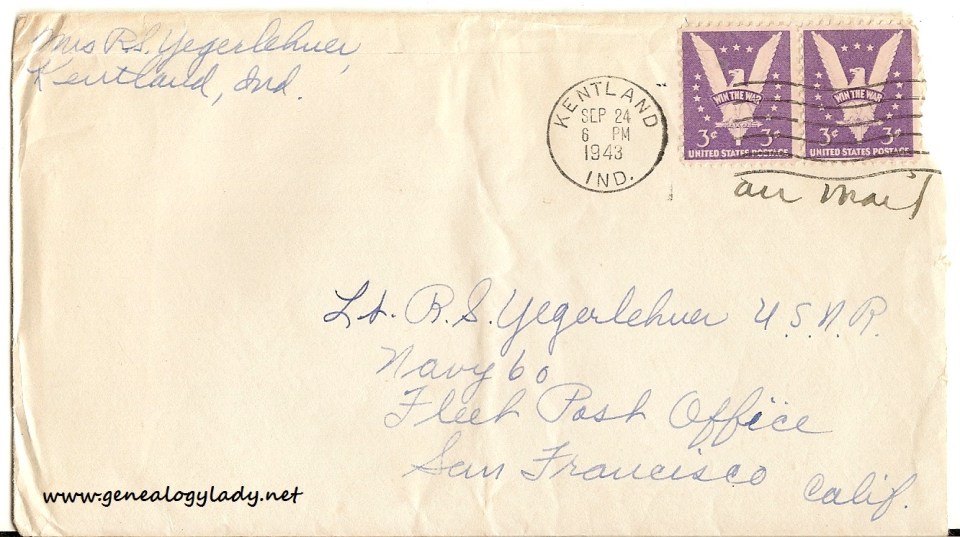 Mrs R.S. Yegerlehner,
Kentland, Ind.
KENTLAND
SEP 24
6 PM
1943
IND.
WIN THE WAR
3¢ 3¢
UNITED STATES POSTAGE
WIN THE WAR
3¢ 3¢
UNITED STATES POSTAGE
air mail
Lt. R.S. Yegerlehner U.S.N.R.
Navy 60
Fleet Post Office
San Francisco Calif.
www.genealogylady.net